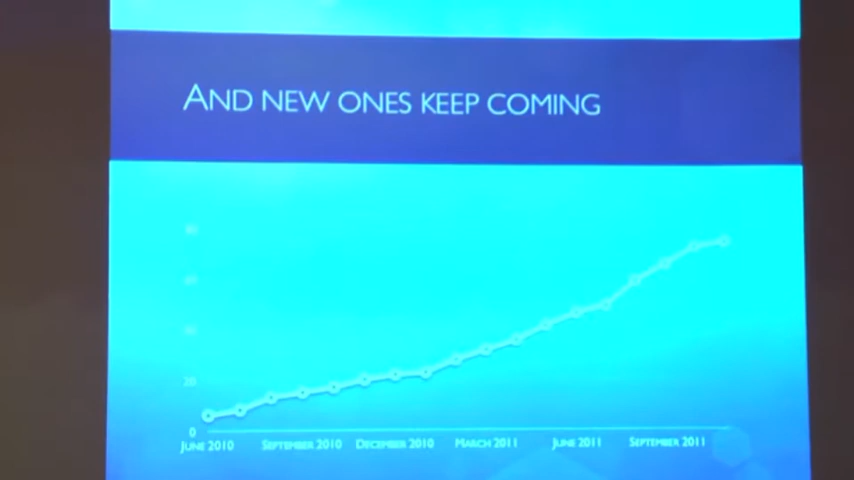 AND NEW ONES KEEP COMING
20
0
JUNE 2010 SEPTEMBER 2010 DECEMBER 2010 MARCH 2011 JUNE 2011 SEPTEMBER 2011